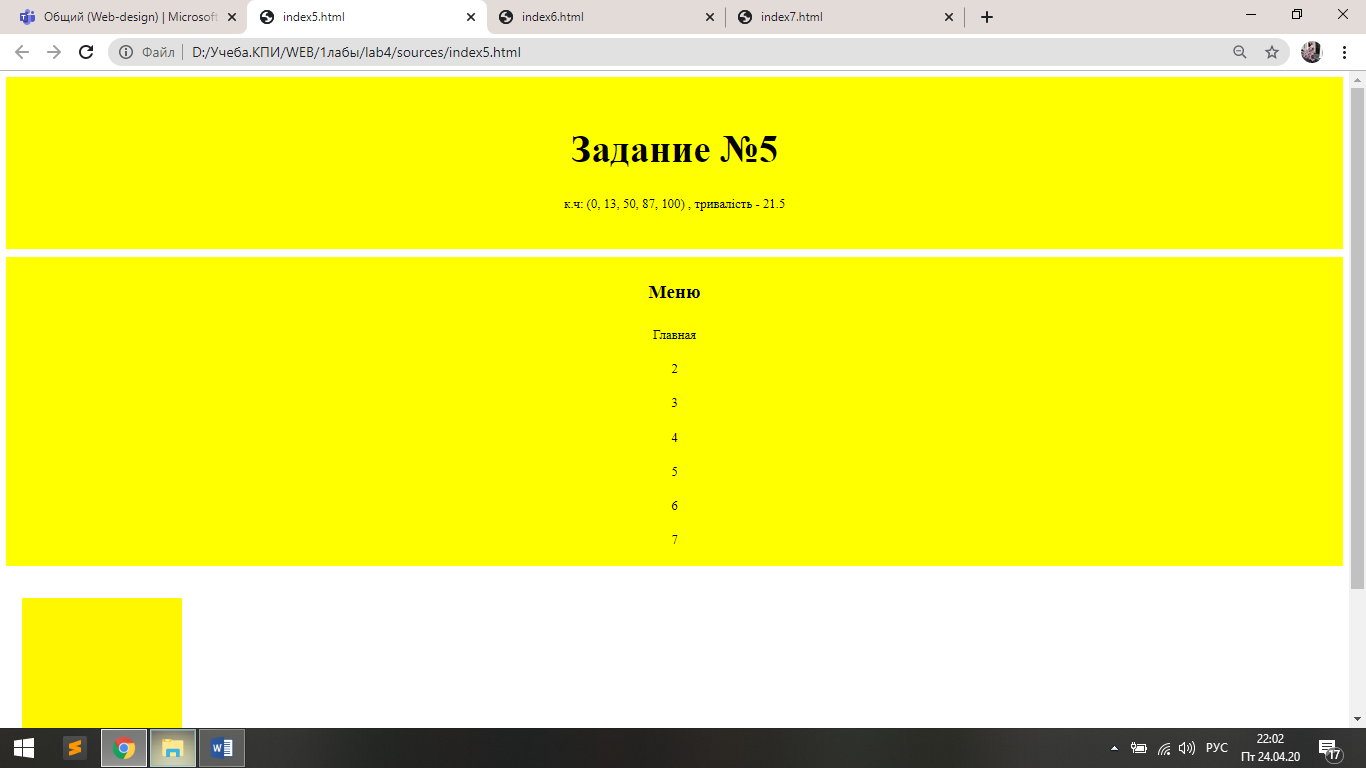 Общий (Web-design) | Microsoft
index5.html
index6.html
index7.html
Файл
D:/Учеба.КПИ/WEB/1лабы/lab4/sources/index5.html
Задание №5
к.ч: (0, 13, 50, 87, 100) , тривалість - 21.5
Меню
Главная
2
3
4
5
6
7
РУС
22:02
Пт 24.04.20
17